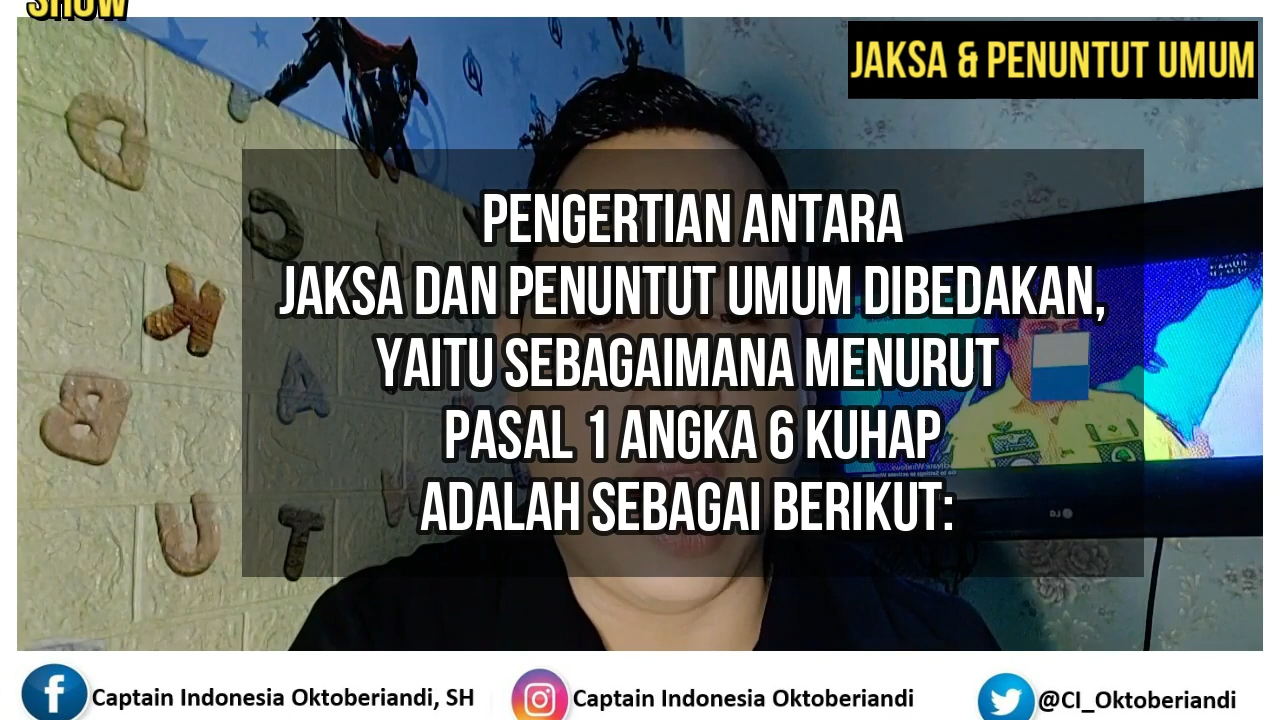 SHOW
JAKSA & PENUNTUT UMUM
PENGERTIAN ANTARA
JAKSA DAN PENUNTUT UMUM DIBEDAKAN,
YAITU SEBAGAIMANA MENURUT
PASAL 1 ANGKA 6 KUHAP
ADALAH SEBAGAI BERIKUT:
D
C
K
A
B
U
T
LG
Captain Indonesia Oktoberiandi, SH
Captain Indonesia Oktoberiandi
@CI_Oktoberiandi